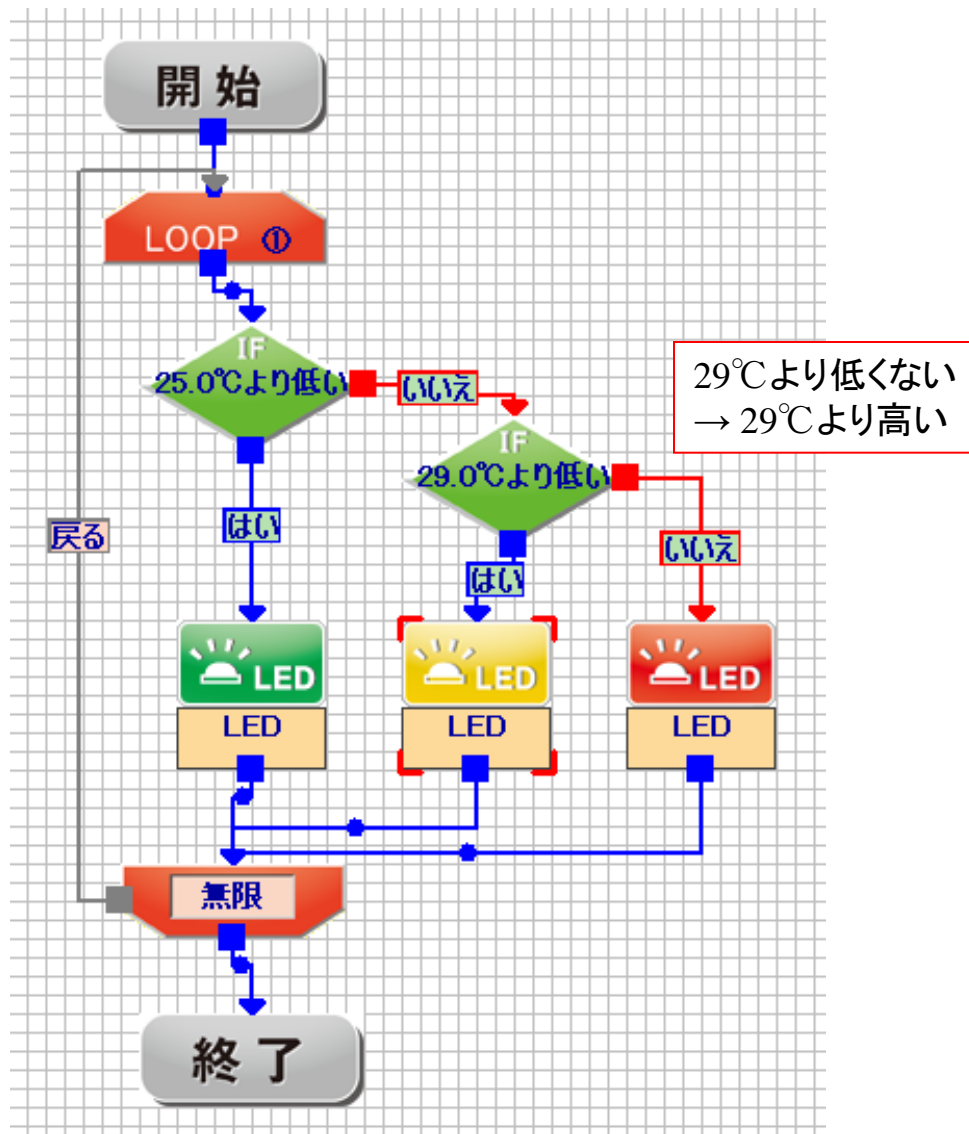 開始
LOOP ①
IF
25.0℃より低い
いいえ
29℃より低くない
→ 29℃より高い
IF
29.0℃より低い
はい
いいえ
戻る
はい
LED
LED
LED
LED
LED
LED
無限
終了